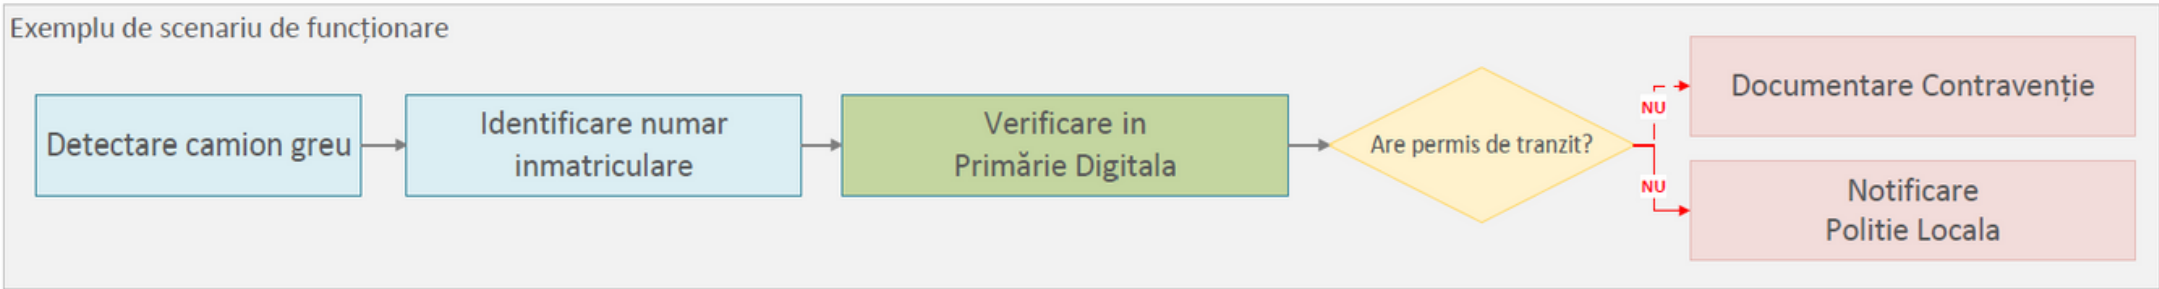 Exemplu de scenariu de funcționare
Detectare camion greu
Identificare numar
inmatriculare
Verificare in
Primărie Digitala
Are permis de tranzit?
NU
Documentare Contravenție
NU
Notificare
Politie Locala